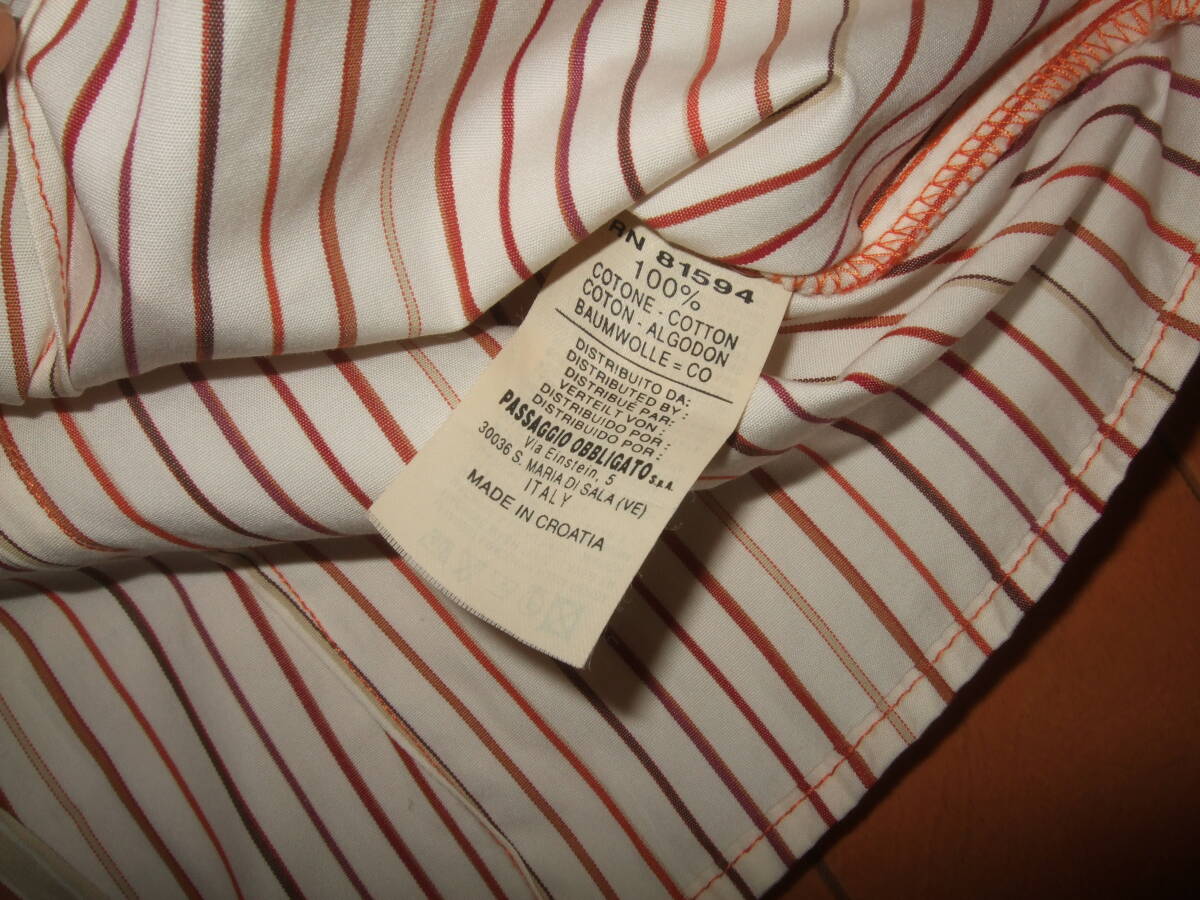 RN 81594
100%
COTONE - COTTON
COTON - ALGODON
BAUMWOLLE = CO
DISTRIBUITO DA:
DISTRIBUTED BY:
DISTRIBUÉ PAR:
VERTEILT VON:
DISTRIBUIDO POR:
DISTRIBUIDO POR:
PASSAGGIO OBBLIGATO S.p.A.
Via Einstein, 5
30036 S. MARIA DI SALA (VE)
ITALY
MADE IN CROATIA